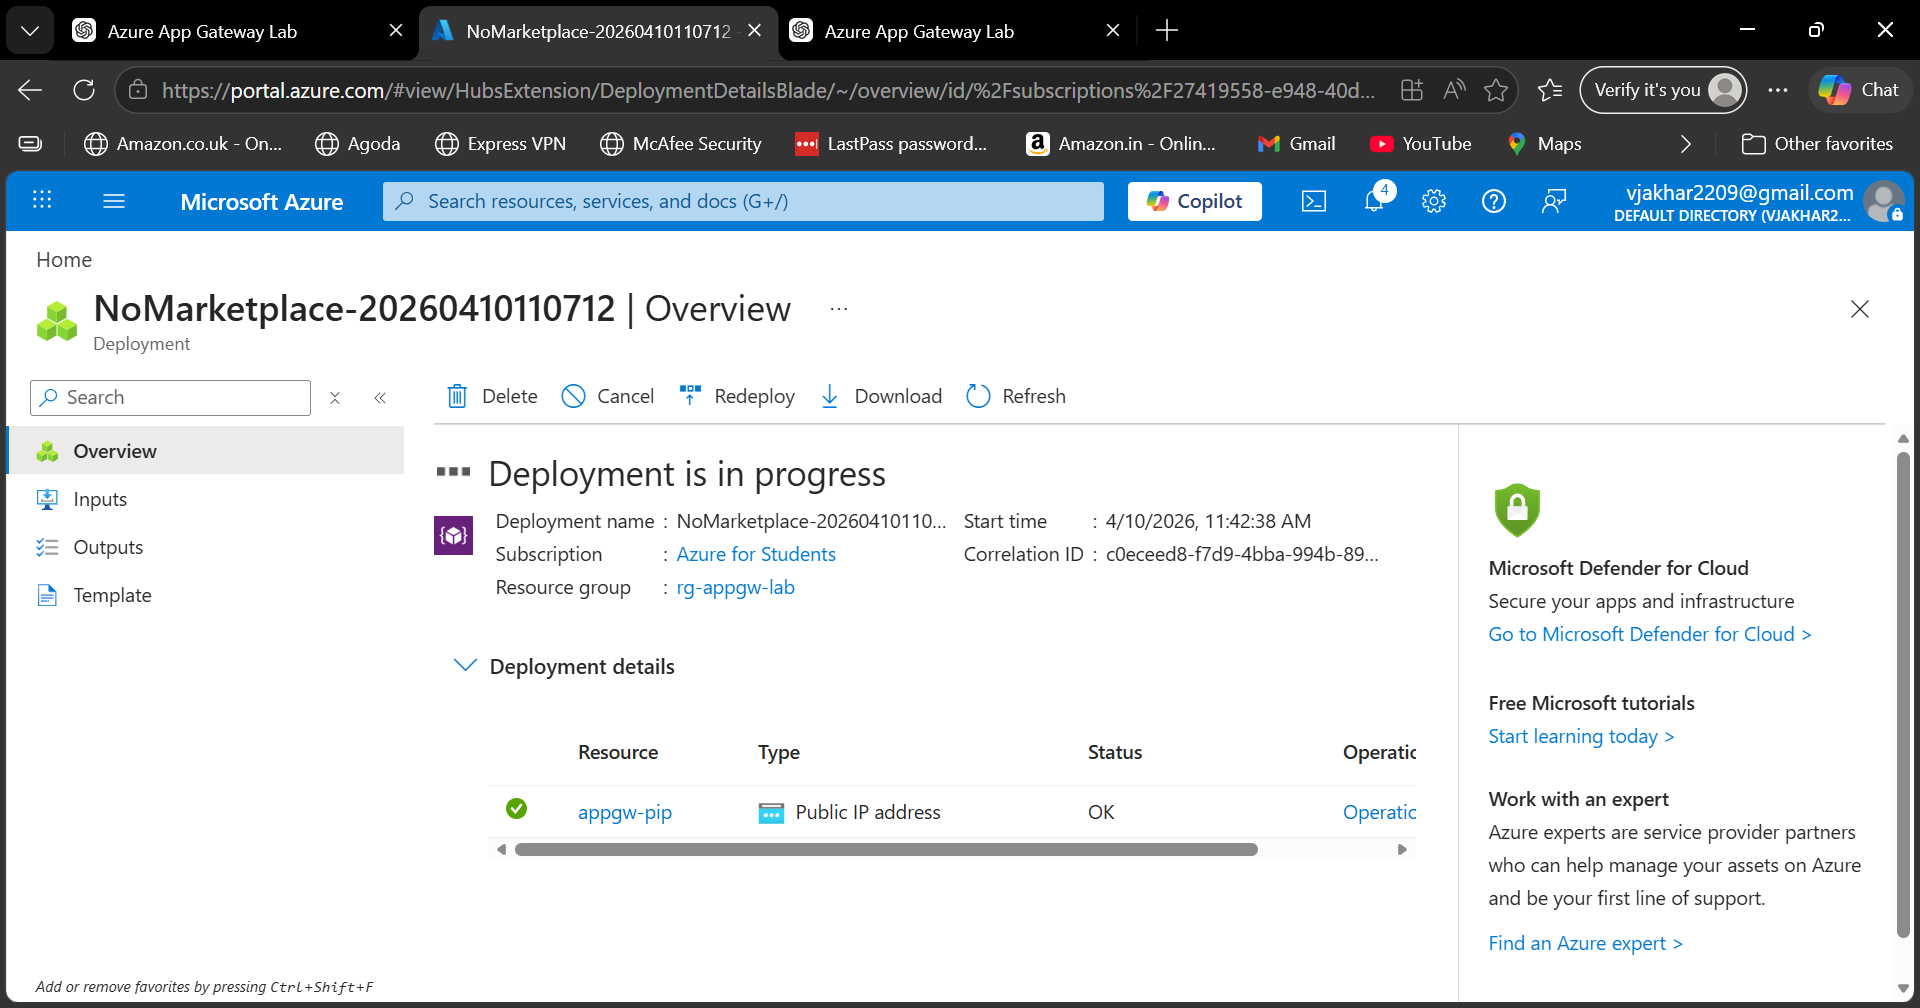 Azure App Gateway Lab
NoMarketplace-20260410110712
Azure App Gateway Lab
https://portal.azure.com/#view/HubsExtension/DeploymentDetailsBlade/~/overview/id/%2Fsubscriptions%2F27419558-e948-40d...
Verify it's you
Chat
Amazon.co.uk - On...
Agoda
Express VPN
McAfee Security
LastPass password...
Amazon.in - Onlin...
Gmail
YouTube
Maps
Other favorites
Microsoft Azure
Search resources, services, and docs (G+/)
Copilot
4
vjakhar2209@gmail.com
DEFAULT DIRECTORY (VJAKHAR2...
Home
NoMarketplace-20260410110712 | Overview
Deployment
Search
Delete
Cancel
Redeploy
Download
Refresh
Overview
Inputs
Outputs
Template
Deployment is in progress
Deployment name : NoMarketplace-20260410110...
Start time : 4/10/2026, 11:42:38 AM
Subscription : Azure for Students
Correlation ID : c0eceed8-f7d9-4bba-994b-89...
Resource group : rg-appgw-lab
Deployment details
Resource Type Status Operatic
appgw-pip Public IP address OK Operatic
Microsoft Defender for Cloud
Secure your apps and infrastructure
Go to Microsoft Defender for Cloud >
Free Microsoft tutorials
Start learning today >
Work with an expert
Azure experts are service provider partners
who can help manage your assets on Azure
and be your first line of support.
Find an Azure expert >
Add or remove favorites by pressing Ctrl+Shift+F